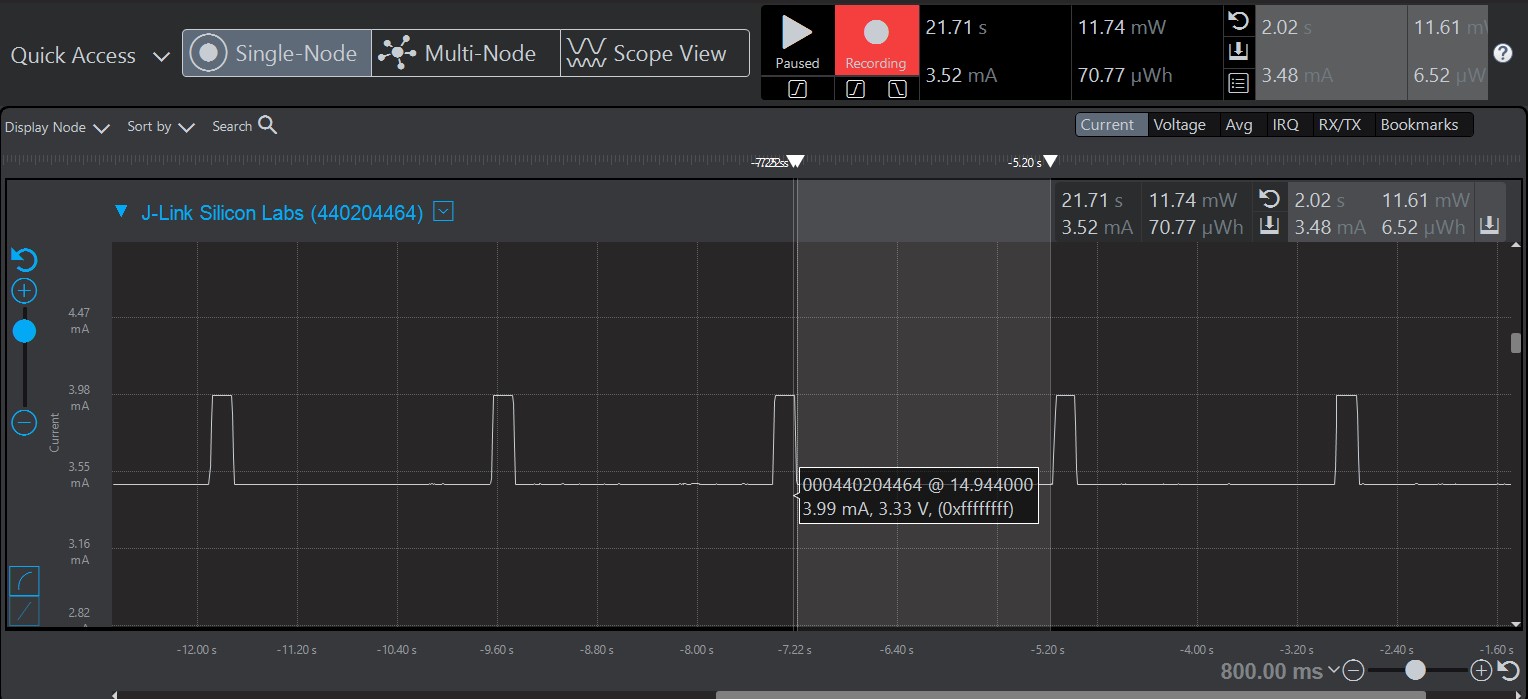 Quick Access
Single-Node
Multi-Node
Scope View
Paused
Recording
21.71 s
3.52 mA
11.74 mW
70.77 µWh
2.02 s
3.48 mA
11.61 mW
6.52 µW
?
Display Node
Sort by
Search
Current
Voltage
Avg
IRQ
RX/TX
Bookmarks
-5.20 s
J-Link Silicon Labs (440204464)
21.71 s 11.74 mW
3.52 mA 70.77 µWh
2.02 s 11.61 mW
3.48 mA 6.52 µWh
4.47
mA
3.98
mA
3.55
mA
3.16
mA
2.82
Current
000440204464 @ 14.944000
3.99 mA, 3.33 V, (0xffffffff)
-12.00 s
-11.20 s
-10.40 s
-9.60 s
-8.80 s
-8.00 s
-7.22 s
-6.40 s
-5.20 s
-4.00 s
-3.20 s
-2.40 s
-1.60 s
800.00 ms